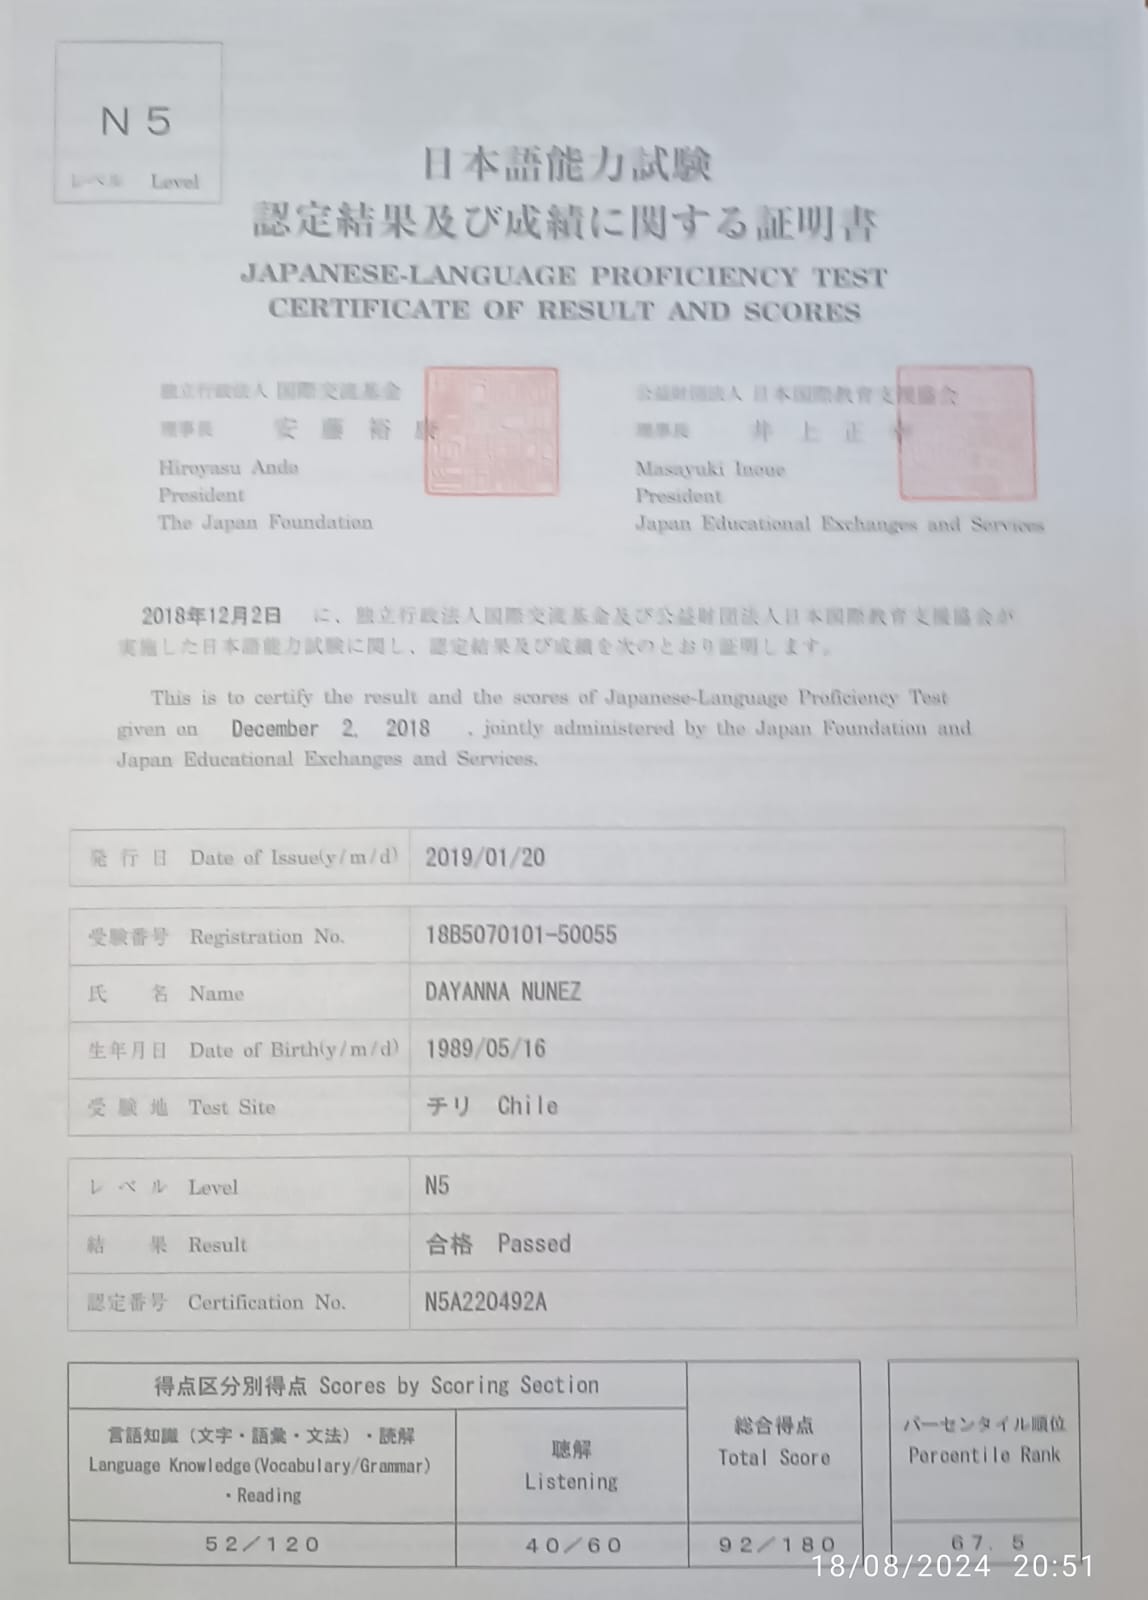 N5
レベル Level
日本語能力試験
認定結果及び成績に関する証明書
JAPANESE-LANGUAGE PROFICIENCY TEST
CERTIFICATE OF RESULT AND SCORES
独立行政法人 国際交流基金
理事長 安藤裕康
Hiroyasu Ando
President
The Japan Foundation
公益財団法人 日本国際教育支援協会
理事長 井上正
Masayuki Inoue
President
Japan Educational Exchanges and Services
2018年12月2日 に、独立行政法人国際交流基金及び公益財団法人日本国際教育支援協会が
実施した日本語能力試験に関し、認定結果及び成績を次のとおり証明します。
This is to certify the result and the scores of Japanese-Language Proficiency Test
given on December 2, 2018 , jointly administered by the Japan Foundation and
Japan Educational Exchanges and Services.
発行日 Date of Issue(y/m/d) 2019/01/20
受験番号 Registration No. 18B5070101-50055
氏名 Name DAYANNA NUNEZ
生年月日 Date of Birth(y/m/d) 1989/05/16
受験地 Test Site チリ Chile
レベル Level N5
結果 Result 合格 Passed
認定番号 Certification No. N5A220492A
得点区分別得点 Scores by Scoring Section
言語知識（文字・語彙・文法）・読解
Language Knowledge(Vocabulary/Grammar)
・Reading
聴解
Listening
総合得点
Total Score
パーセンタイル順位
Percentile Rank
52/120 40/60 92/180 67.5
18/08/2024 20:51